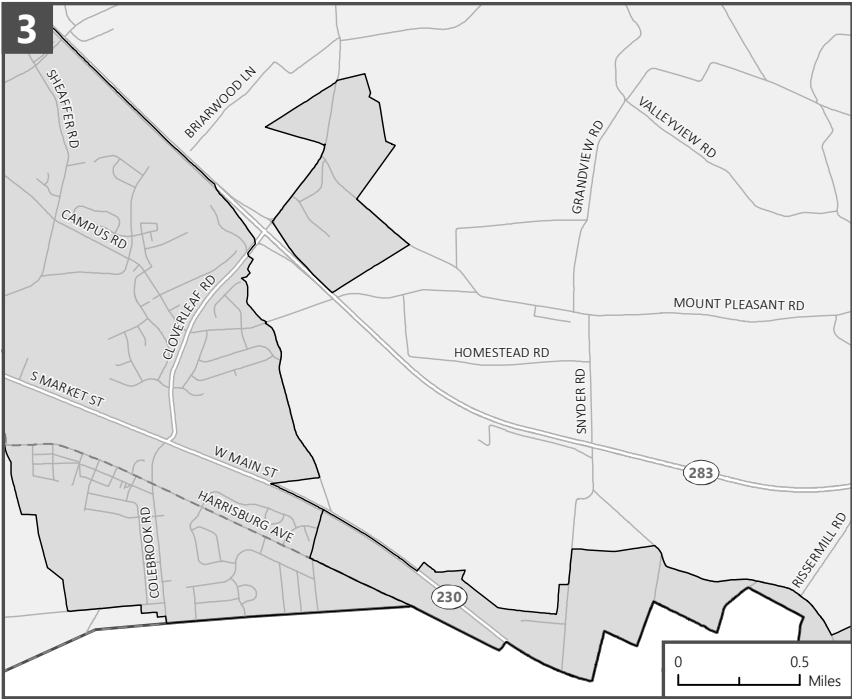 3
SHEAFFER RD
BRIARWOOD LN
GRANDVIEW RD
VALLEYVIEW RD
CAMPUS RD
CLOVERLEAF RD
MOUNT PLEASANT RD
HOMESTEAD RD
S MARKET ST
SNYDER RD
W MAIN ST
283
HARRISBURG AVE
COLEBROOK RD
RISSERMILL RD
230
0 0.5
Miles